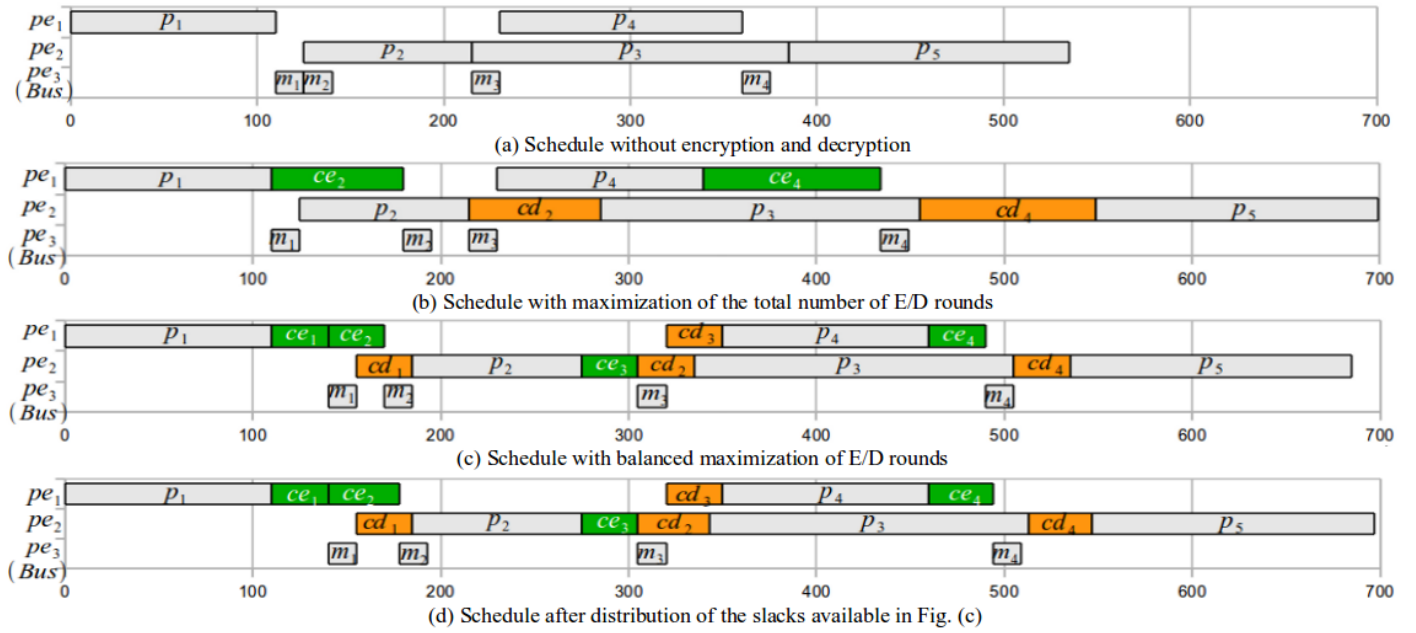 pe1 p1 p4
pe2 p2 p3 p5
pe3 m1 m2 m3 m4
(Bus)
0 100 200 300 400 500 600 700
(a) Schedule without encryption and decryption
pe1 p1 ce2 p4 ce4
pe2 p2 cd2 p3 cd4 p5
pe3 m1 m2 m3 m4
(Bus)
0 100 200 300 400 500 600 700
(b) Schedule with maximization of the total number of E/D rounds
pe1 p1 ce1 ce2 cd3 p4 ce4
pe2 cd1 p2 ce3 cd2 p3 cd4 p5
pe3 m1 m2 m3 m4
(Bus)
0 100 200 300 400 500 600 700
(c) Schedule with balanced maximization of E/D rounds
pe1 p1 ce1 ce2 cd3 p4 ce4
pe2 cd1 p2 ce3 cd2 p3 cd4 p5
pe3 m1 m2 m3 m4
(Bus)
0 100 200 300 400 500 600 700
(d) Schedule after distribution of the slacks available in Fig. (c)